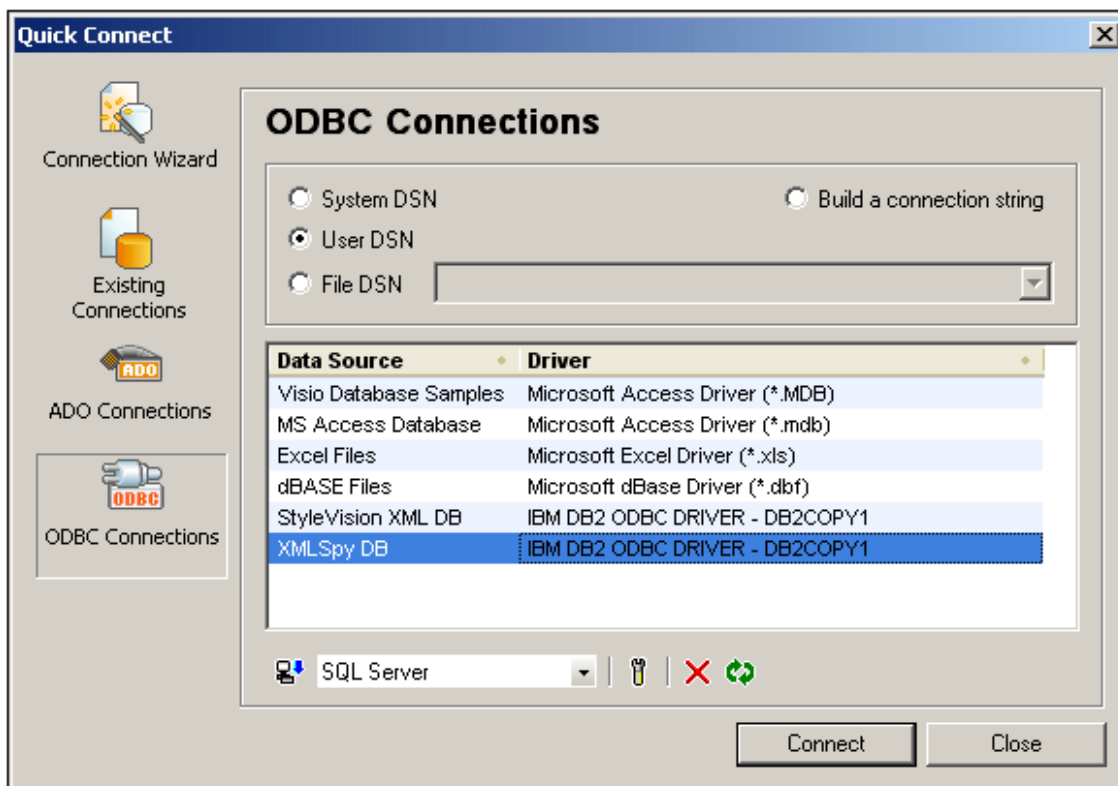 Quick Connect
Connection Wizard
Existing
Connections
ADO
ADO Connections
ODBC
ODBC Connections
ODBC Connections
System DSN
Build a connection string
User DSN
File DSN
Data Source Driver
Visio Database Samples Microsoft Access Driver (*.MDB)
MS Access Database Microsoft Access Driver (*.mdb)
Excel Files Microsoft Excel Driver (*.xls)
dBASE Files Microsoft dBase Driver (*.dbf)
StyleVision XML DB IBM DB2 ODBC DRIVER - DB2COPY1
XMLSpy DB IBM DB2 ODBC DRIVER - DB2COPY1
SQL Server
Connect Close